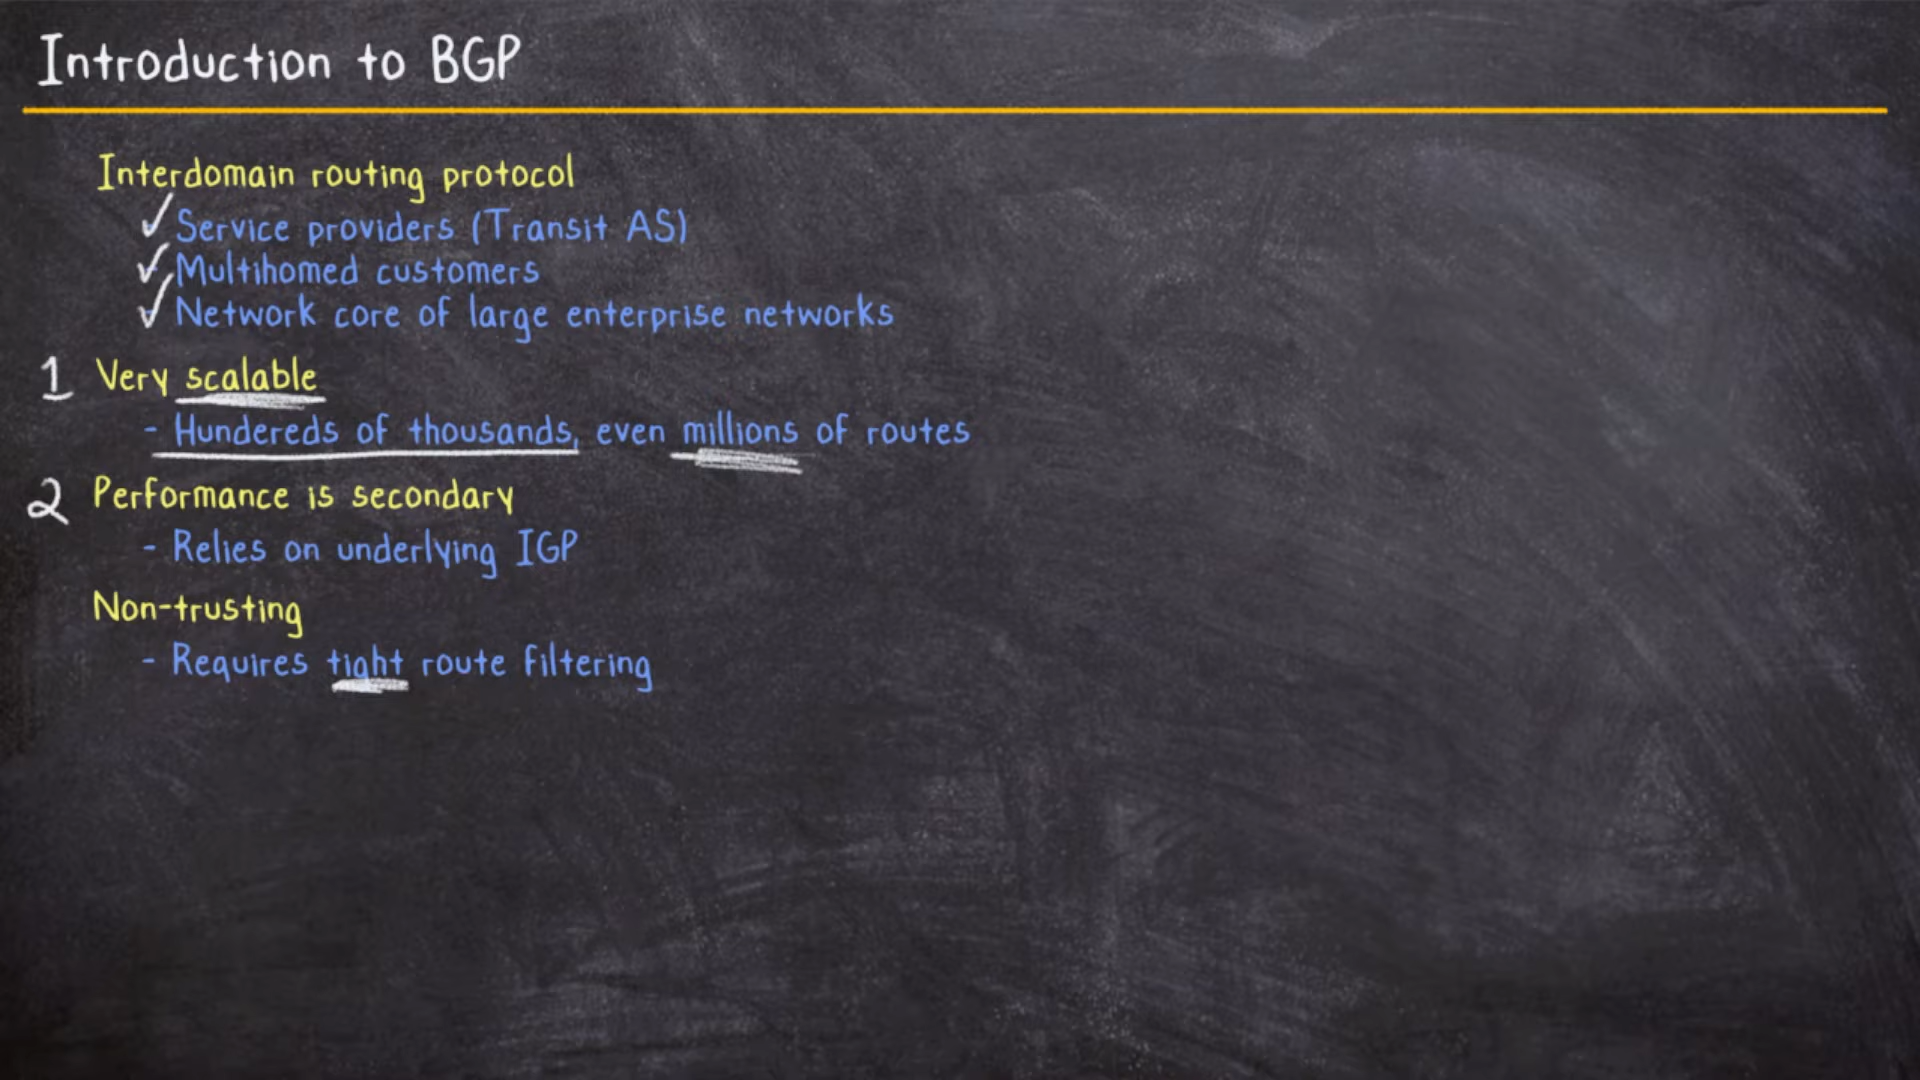 Introduction to BGP
Interdomain routing protocol
✓ Service providers (Transit AS)
✓ Multihomed customers
✓ Network core of large enterprise networks
1 Very scalable
- Hundereds of thousands, even millions of routes
2 Performance is secondary
- Relies on underlying IGP
Non-trusting
- Requires tight route filtering